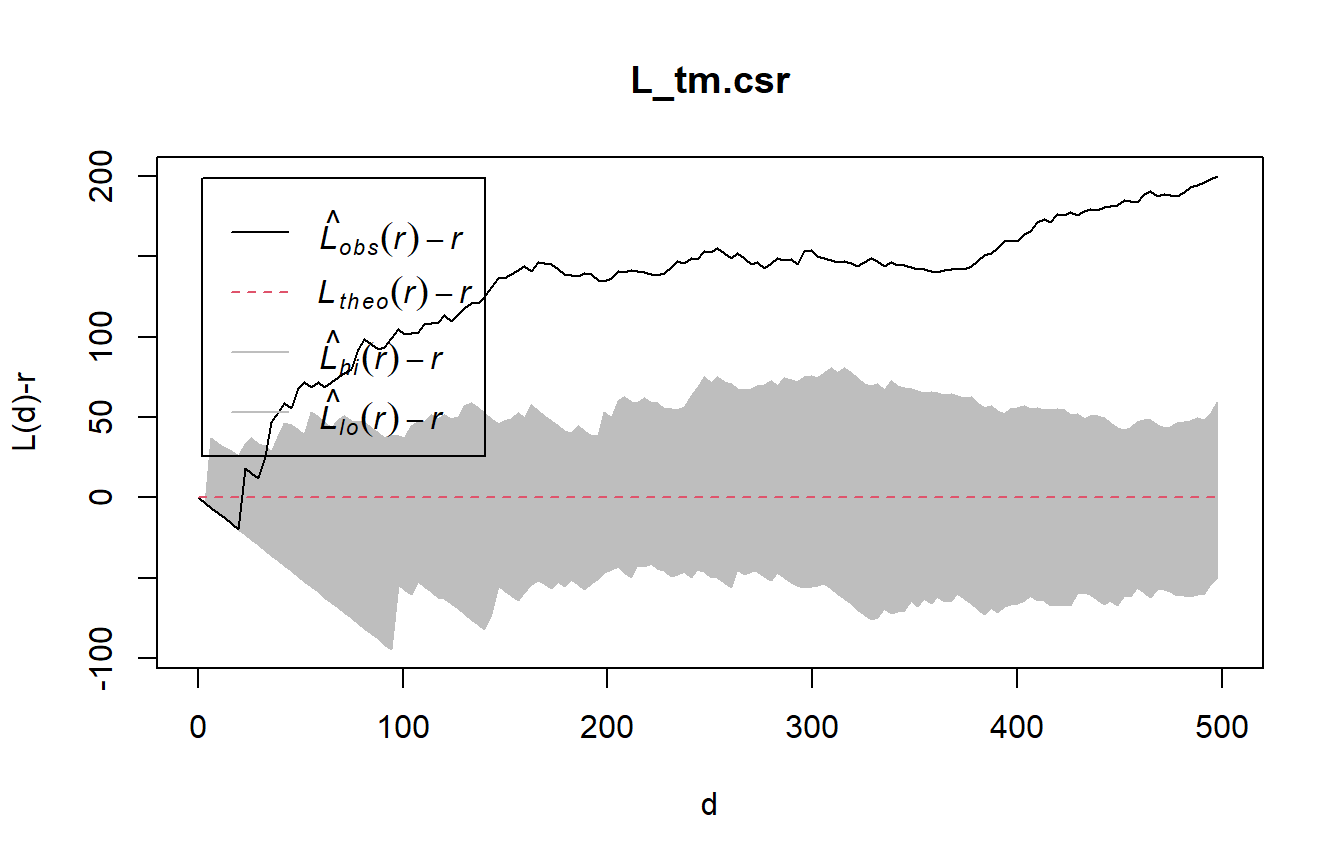 L_tm.csr
L(d)-r
200
100
50
0
-100
L̂obs(r) − r
Ltheo(r) − r
L̂hi(r) − r
L̂lo(r) − r
0 100 200 300 400 500
d